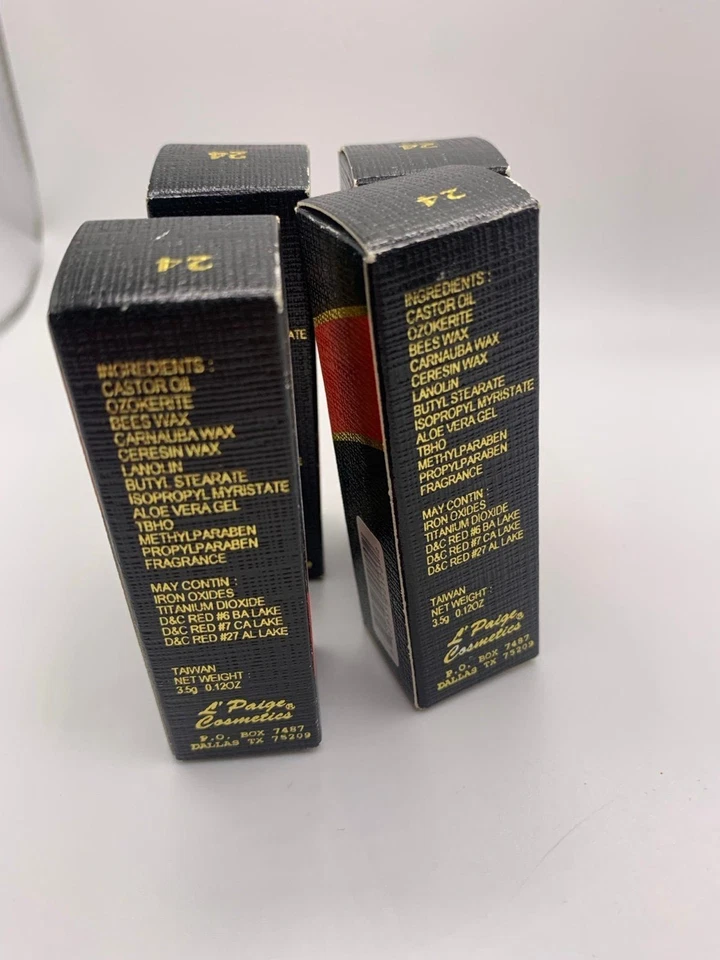 24
24
24
24
ATE
INGREDIENTS :
CASTOR OIL
OZOKERITE
BEES WAX
CARNAUBA WAX
CERESIN WAX
LANOLIN
BUTYL STEARATE
ISOPROPYL MYRISTATE
ALOE VERA GEL
TBHO
METHYLPARABEN
PROPYLPARABEN
FRAGRANCE
MAY CONTIN :
IRON OXIDES
TITANIUM DIOXIDE
D&C RED #6 BA LAKE
D&C RED #7 CA LAKE
D&C RED #27 AL LAKE
TAIWAN
NET WEIGHT
3.5g 0.12OZ
L' Paige®
Cosmetics
P.O. BOX 7487
DALLAS TX 75209
INGREDIENTS :
CASTOR OIL
OZOKERITE
BEES WAX
CARNAUBA WAX
CERESIN WAX
LANOLIN
BUTYL STEARATE
ISOPROPYL MYRISTATE
ALOE VERA GEL
TBHO
METHYLPARABEN
PROPYLPARABEN
FRAGRANCE
MAY CONTIN :
IRON OXIDES
TITANIUM DIOXIDE
D&C RED #6 BA LAKE
D&C RED #7 CA LAKE
D&C RED #27 AL LAKE
TAIWAN
NET WEIGHT :
3.5g 0.12OZ
L' Paige®
Cosmetics
P.O. BOX 7487
DALLAS TX 75209